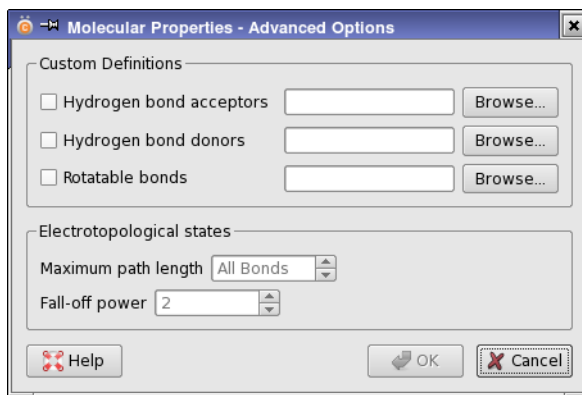 Molecular Properties - Advanced Options
Custom Definitions
Hydrogen bond acceptors Browse...
Hydrogen bond donors Browse...
Rotatable bonds Browse...
Electrotopological states
Maximum path length All Bonds
Fall-off power 2
Help OK Cancel